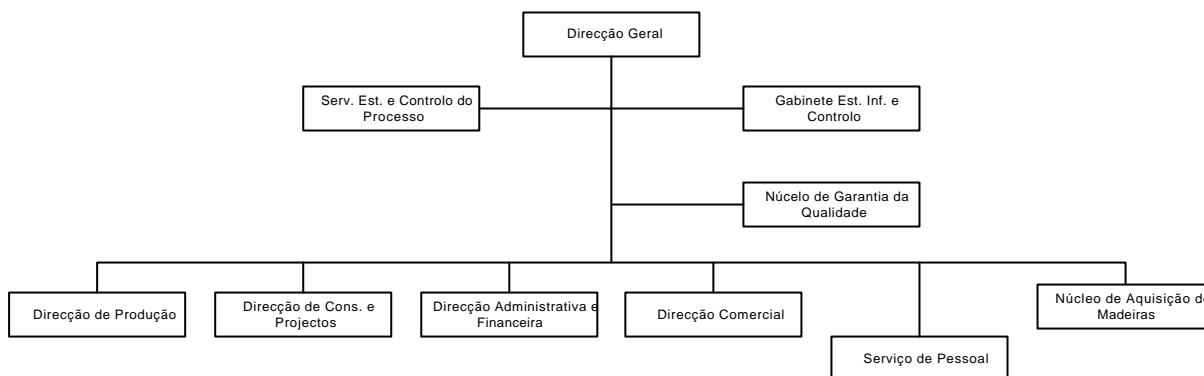 Direcção Geral
Serv. Est. e Controlo do
Processo
Gabinete Est. Inf. e
Controlo
Núcelo de Garantia da
Qualidade
Direcção de Produção
Direcção de Cons. e
Projectos
Direcção Administrativa e
Financeira
Direcção Comercial
Serviço de Pessoal
Núcleo de Aquisição de
Madeiras